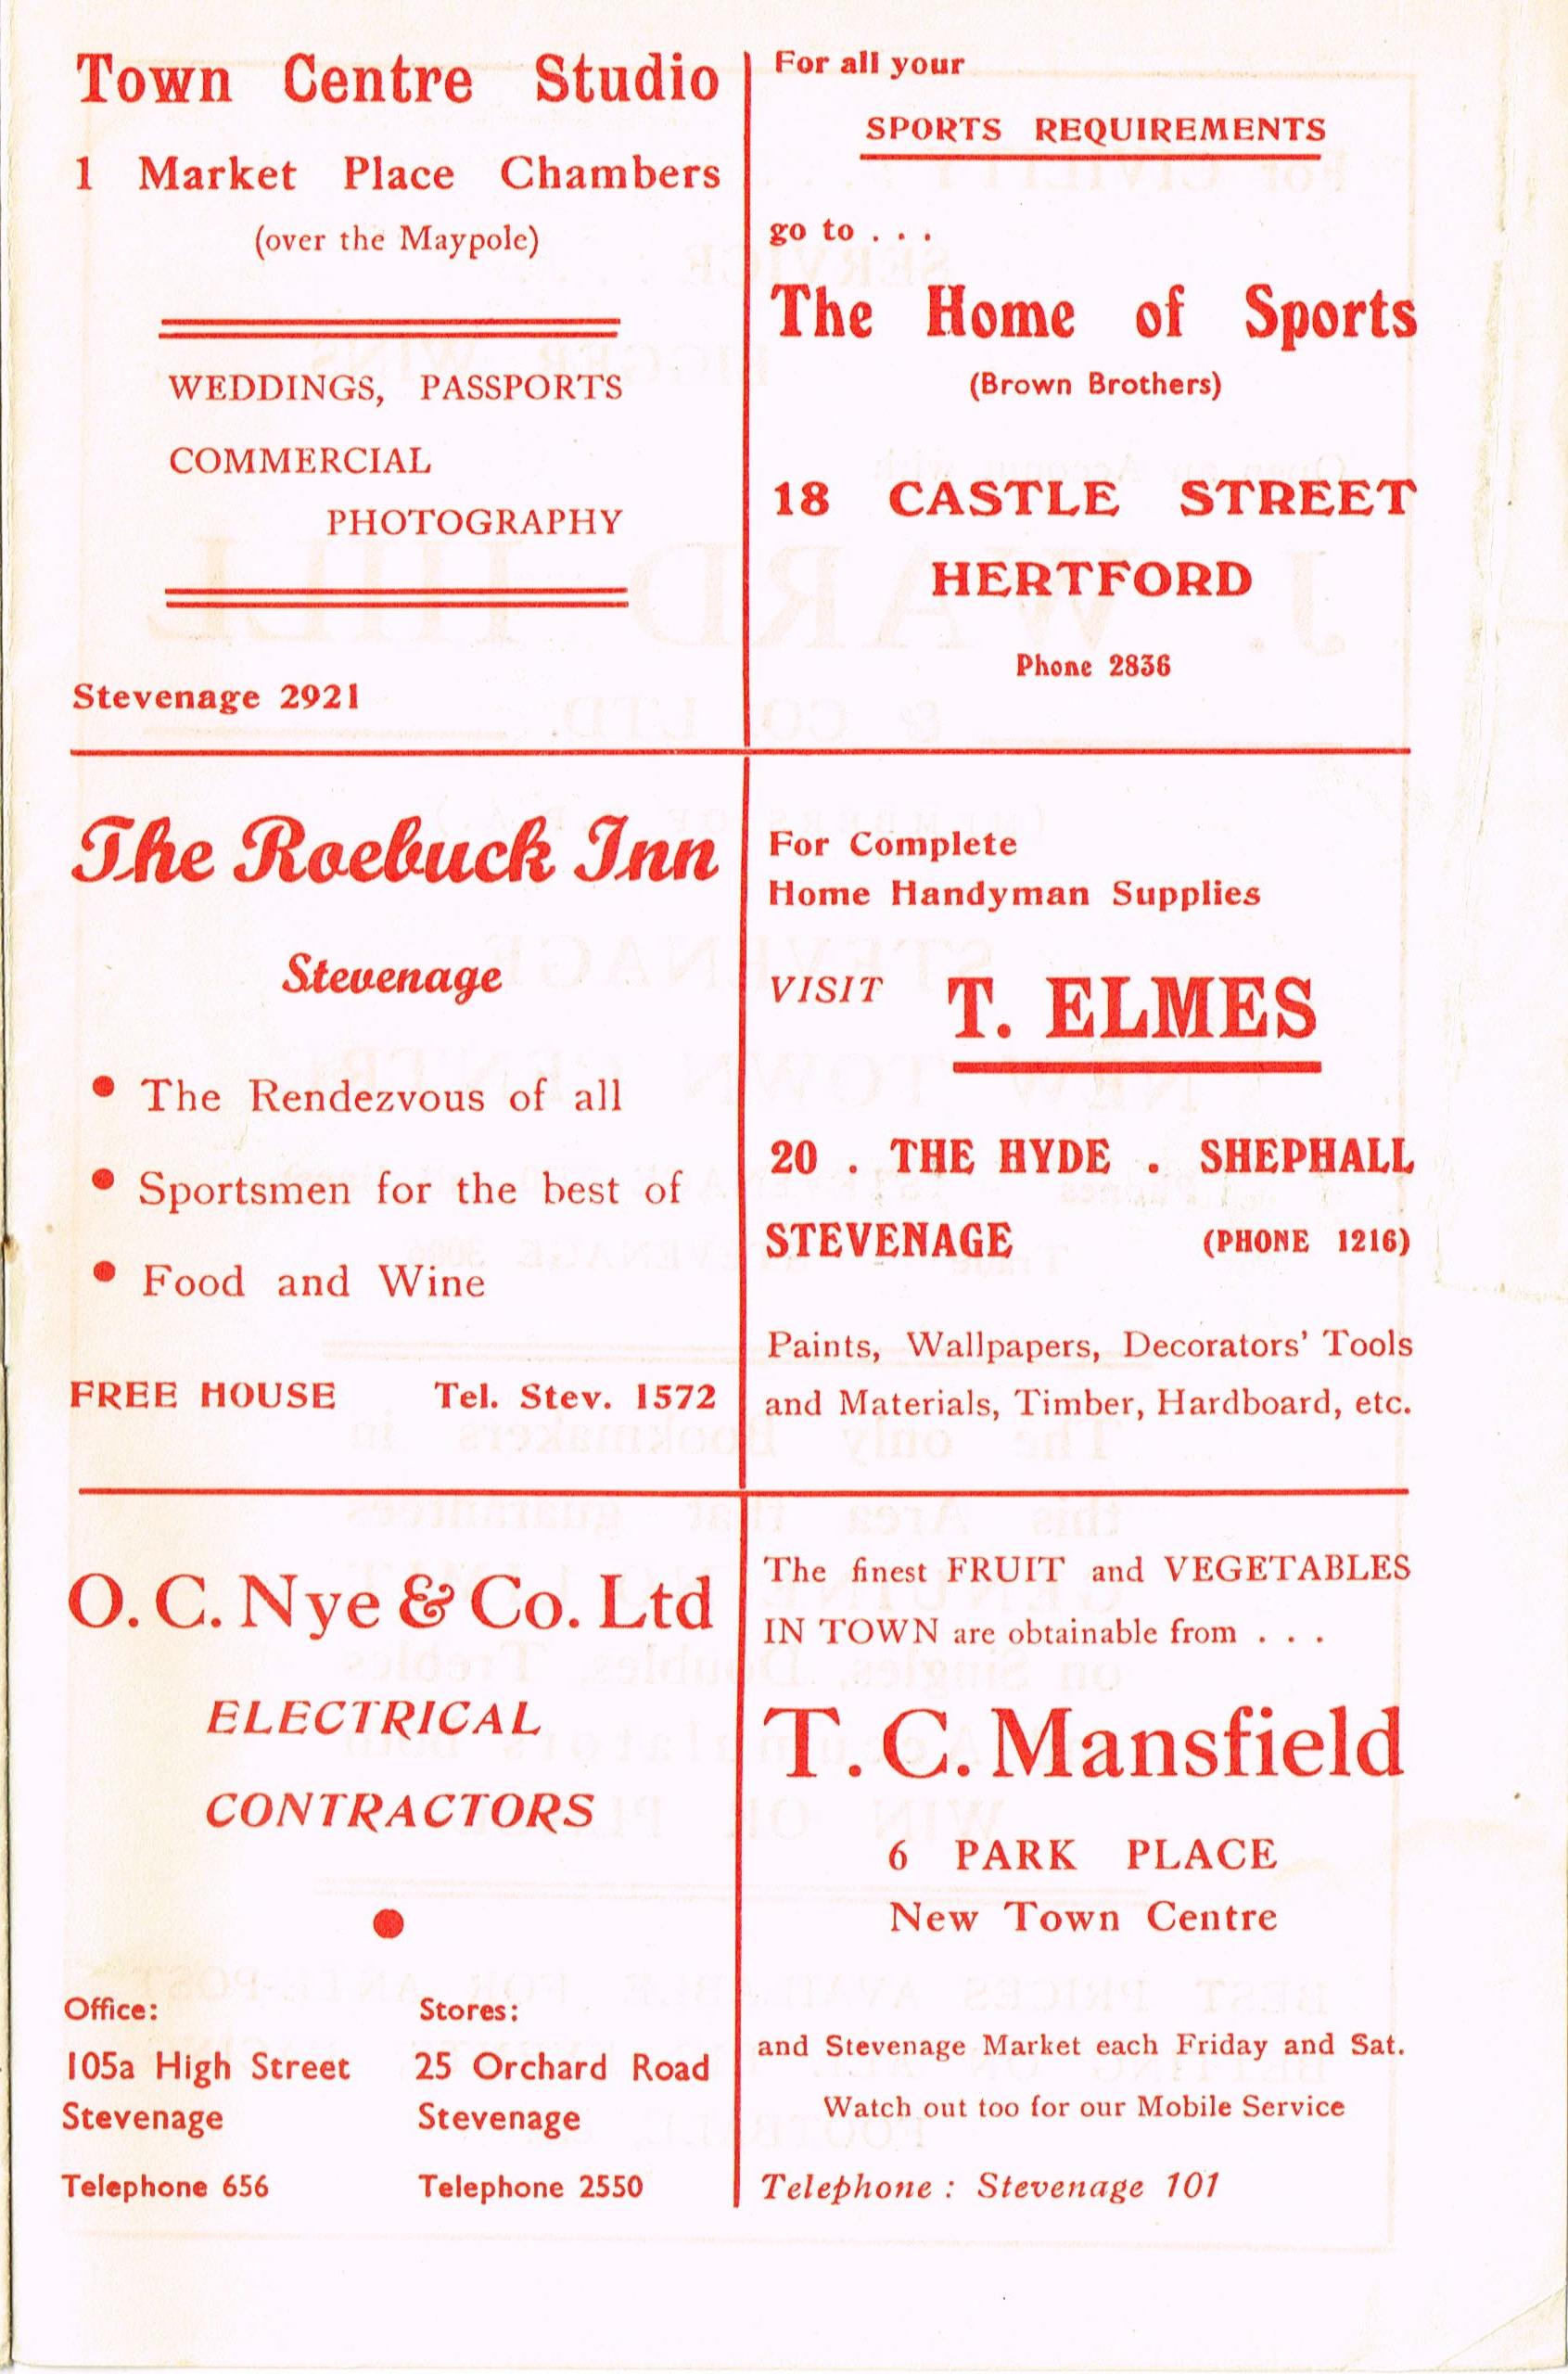 Town Centre Studio
1 Market Place Chambers
(over the Maypole)
WEDDINGS, PASSPORTS
COMMERCIAL
PHOTOGRAPHY
Stevenage 2921
For all your
SPORTS REQUIREMENTS
go to . . .
The Home of Sports
(Brown Brothers)
18 CASTLE STREET
HERTFORD
Phone 2836
The Roebuck Inn
Stevenage
• The Rendezvous of all
• Sportsmen for the best of
• Food and Wine
FREE HOUSE Tel. Stev. 1572
For Complete
Home Handyman Supplies
VISIT T. ELMES
20 . THE HYDE . SHEPHALL
STEVENAGE (PHONE 1216)
Paints, Wallpapers, Decorators' Tools
and Materials, Timber, Hardboard, etc.
O. C. Nye & Co. Ltd
ELECTRICAL
CONTRACTORS
●
Office: Stores:
105a High Street 25 Orchard Road
Stevenage Stevenage
Telephone 656 Telephone 2550
The finest FRUIT and VEGETABLES
IN TOWN are obtainable from . . .
T. C. Mansfield
6 PARK PLACE
New Town Centre
and Stevenage Market each Friday and Sat.
Watch out too for our Mobile Service
Telephone : Stevenage 101